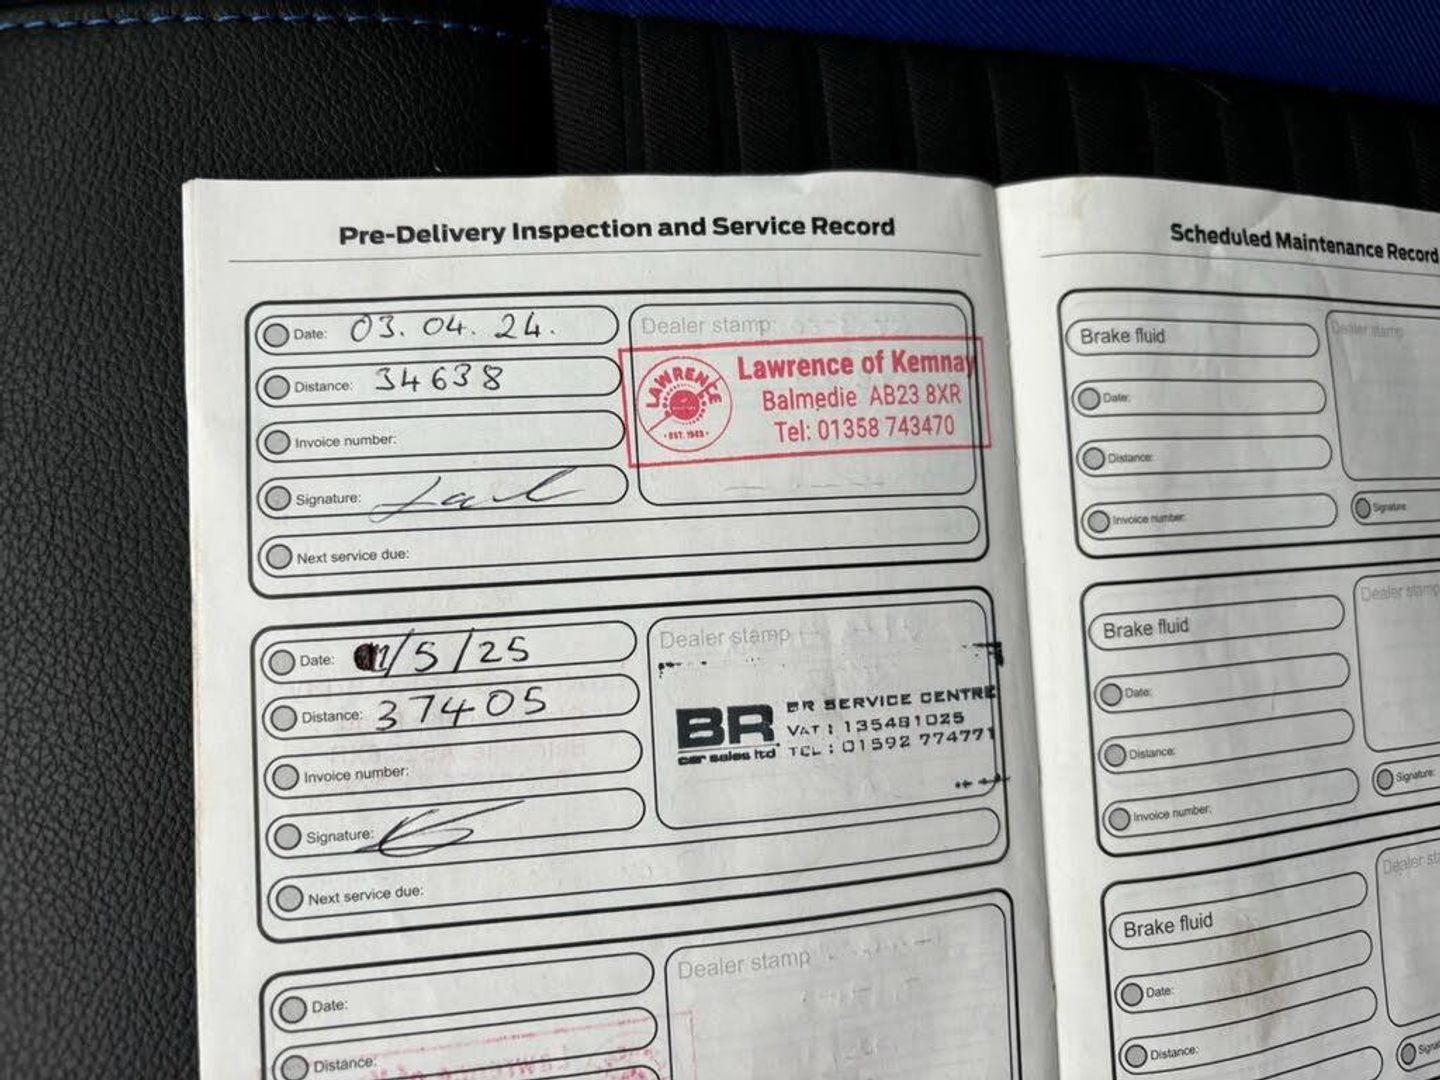 Pre-Delivery Inspection and Service Record
Date: 03.04.24.
Distance: 34638
Invoice number:
Signature:
Next service due:
Dealer stamp:
LAWRENCE
EST. 1963
Lawrence of Kemnay
Balmedie AB23 8XR
Tel: 01358 743470
Date: /5/25
Distance: 37405
Invoice number:
Signature:
Next service due:
Dealer stamp
BR
car sales ltd
BR SERVICE CENTRE
VAT: 135481025
TEL: 01592 774771
Date:
Distance:
Dealer stamp
Scheduled Maintenance Record
Brake fluid
Date:
Distance:
Invoice number:
Dealer stamp
Signature
Brake fluid
Date:
Distance:
Invoice number:
Dealer stamp
Signature:
Brake fluid
Date:
Distance:
Dealer